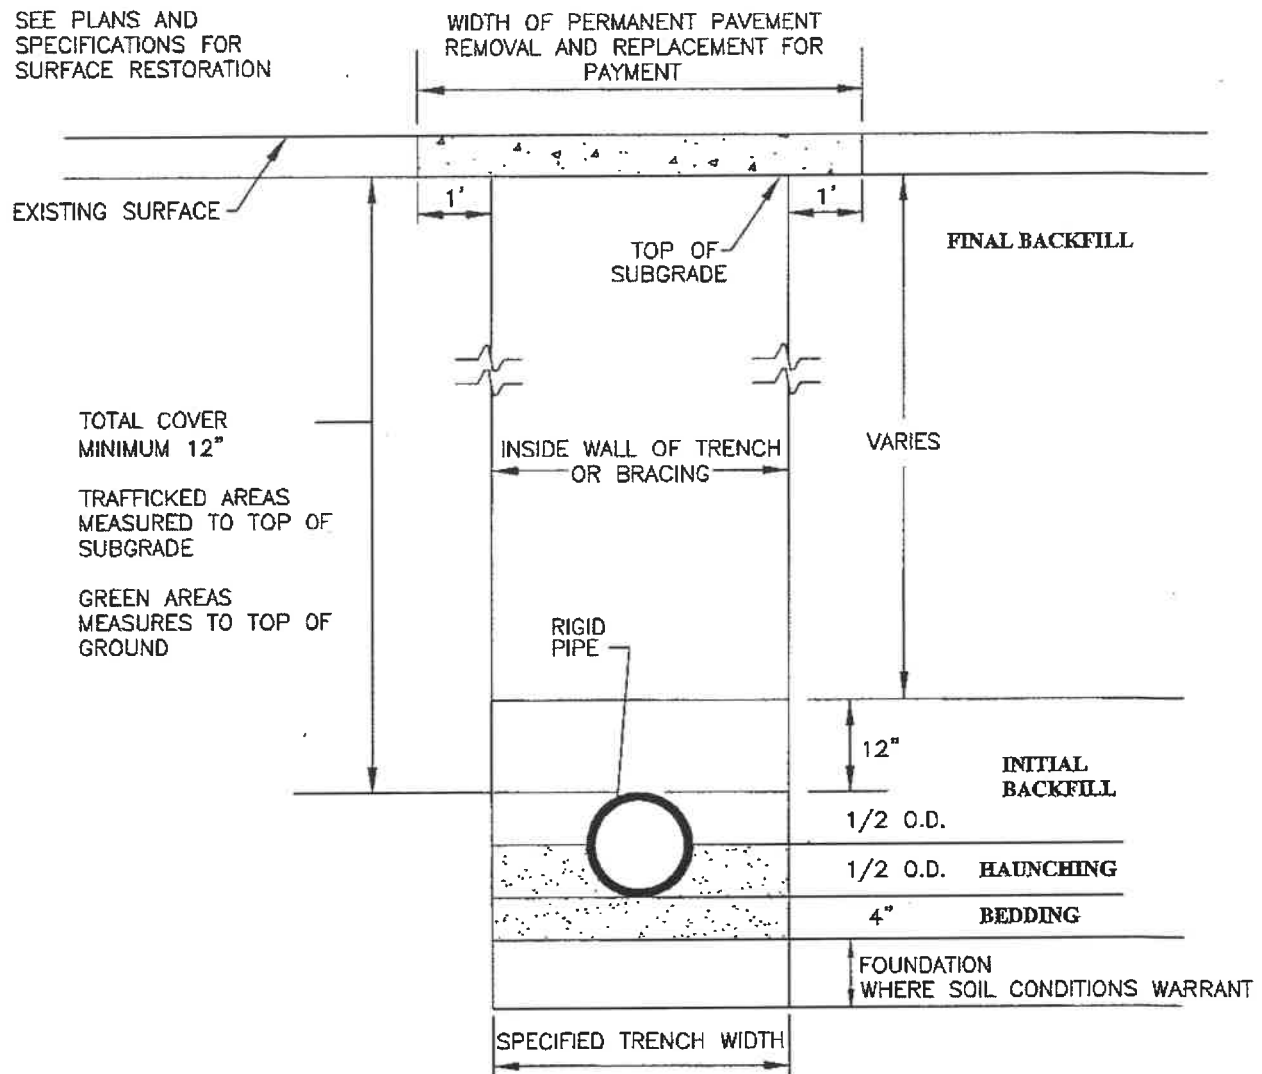 SEE PLANS AND
SPECIFICATIONS FOR
SURFACE RESTORATION
WIDTH OF PERMANENT PAVEMENT
REMOVAL AND REPLACEMENT FOR
PAYMENT
EXISTING SURFACE
1'
1'
TOP OF
SUBGRADE
FINAL BACKFILL
TOTAL COVER
MINIMUM 12"
TRAFFICKED AREAS
MEASURED TO TOP OF
SUBGRADE
GREEN AREAS
MEASURES TO TOP OF
GROUND
INSIDE WALL OF TRENCH
OR BRACING
VARIES
RIGID
PIPE
12"
INITIAL
BACKFILL
1/2 O.D.
1/2 O.D. HAUNCHING
4" BEDDING
FOUNDATION
WHERE SOIL CONDITIONS WARRANT
SPECIFIED TRENCH WIDTH